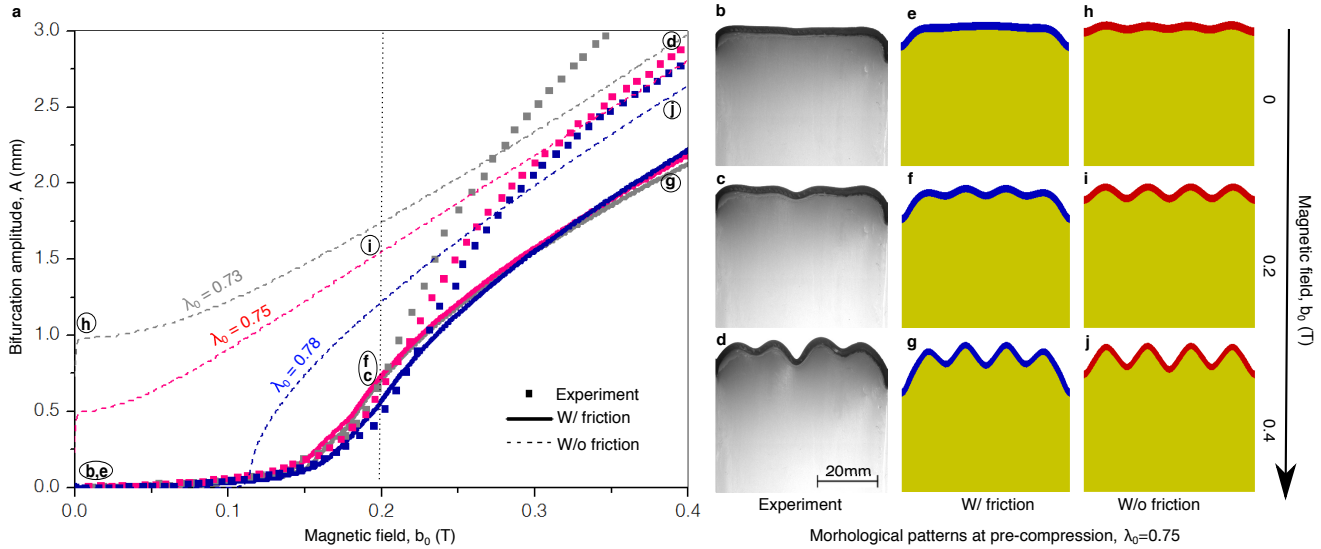 a
Bifurcation amplitude, A (mm)
3.0
2.5
2.0
1.5
1.0
0.5
0.0
0.0
0.1
0.2
0.3
0.4
Magnetic field, b0 (T)
λ0 = 0.73
λ0 = 0.75
λ0 = 0.78
d
j
g
i
h
f
c
b,e
Experiment
W/ friction
W/o friction
b
e
h
c
f
i
d
g
j
20mm
Experiment
W/ friction
W/o friction
0
0.2
0.4
Magnetic field, b0 (T)
Morhological patterns at pre-compression, λ0=0.75